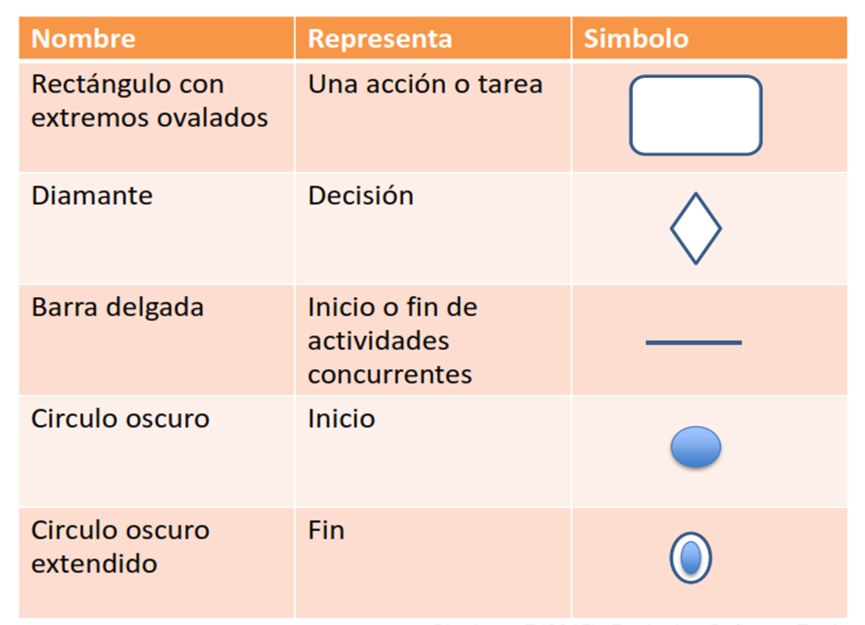 Nombre Representa Simbolo
Rectángulo con extremos ovalados
Una acción o tarea
Diamante
Decisión
Barra delgada
Inicio o fin de actividades concurrentes
Circulo oscuro
Inicio
Circulo oscuro extendido
Fin